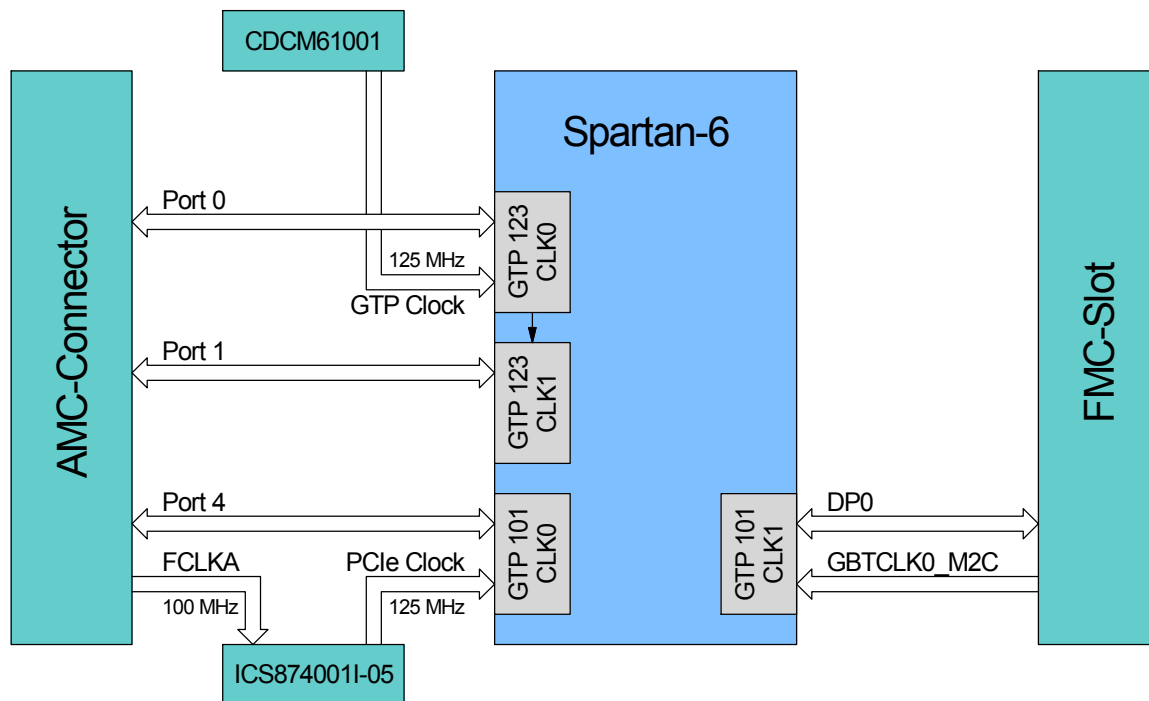 CDCM61001
Spartan-6
AMC-Connector
FMC-Slot
Port 0
GTP 123
CLK0
125 MHz
GTP Clock
Port 1
GTP 123
CLK1
Port 4
GTP 101
CLK0
GTP 101
CLK1
DP0
FCLKA
PCIe Clock
GBTCLK0_M2C
100 MHz
125 MHz
ICS874001I-05